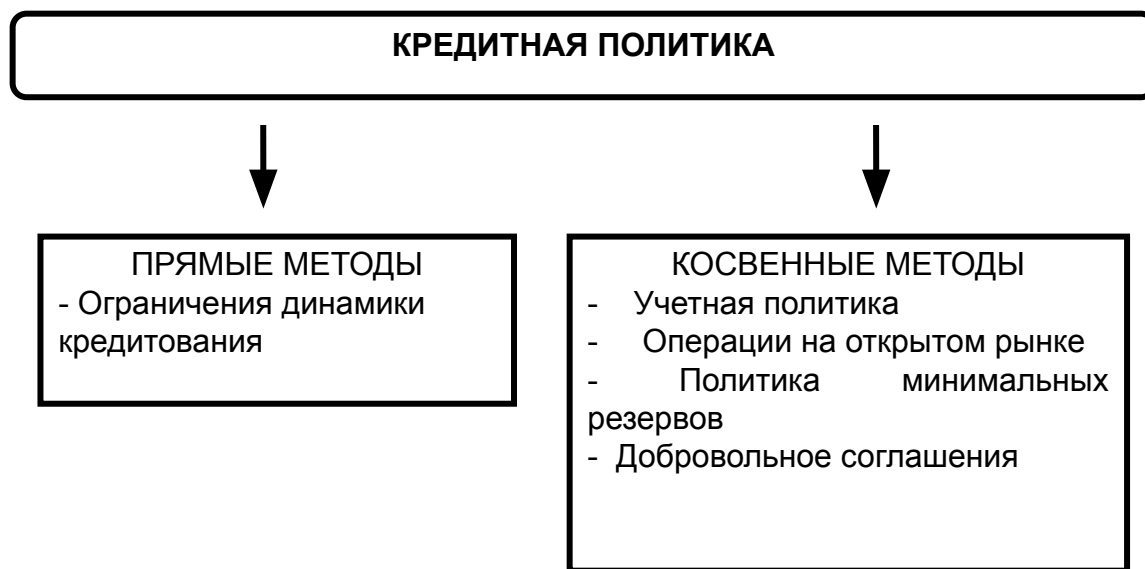 КРЕДИТНАЯ ПОЛИТИКА
ПРЯМЫЕ МЕТОДЫ
- Ограничения динамики
кредитования
КОСВЕННЫЕ МЕТОДЫ
- Учетная политика
- Операции на открытом рынке
- Политика минимальных
резервов
- Добровольное соглашения